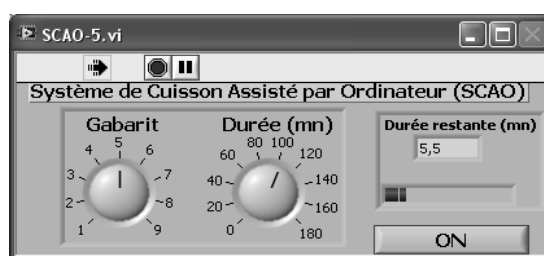 SCAO-5.vi
Système de Cuisson Assisté par Ordinateur (SCAO)
Gabarit
1 2 3 4 5 6 7 8 9
Durée (mn)
0 20 40 60 80 100 120 140 160 180
Durée restante (mn)
5,5
ON